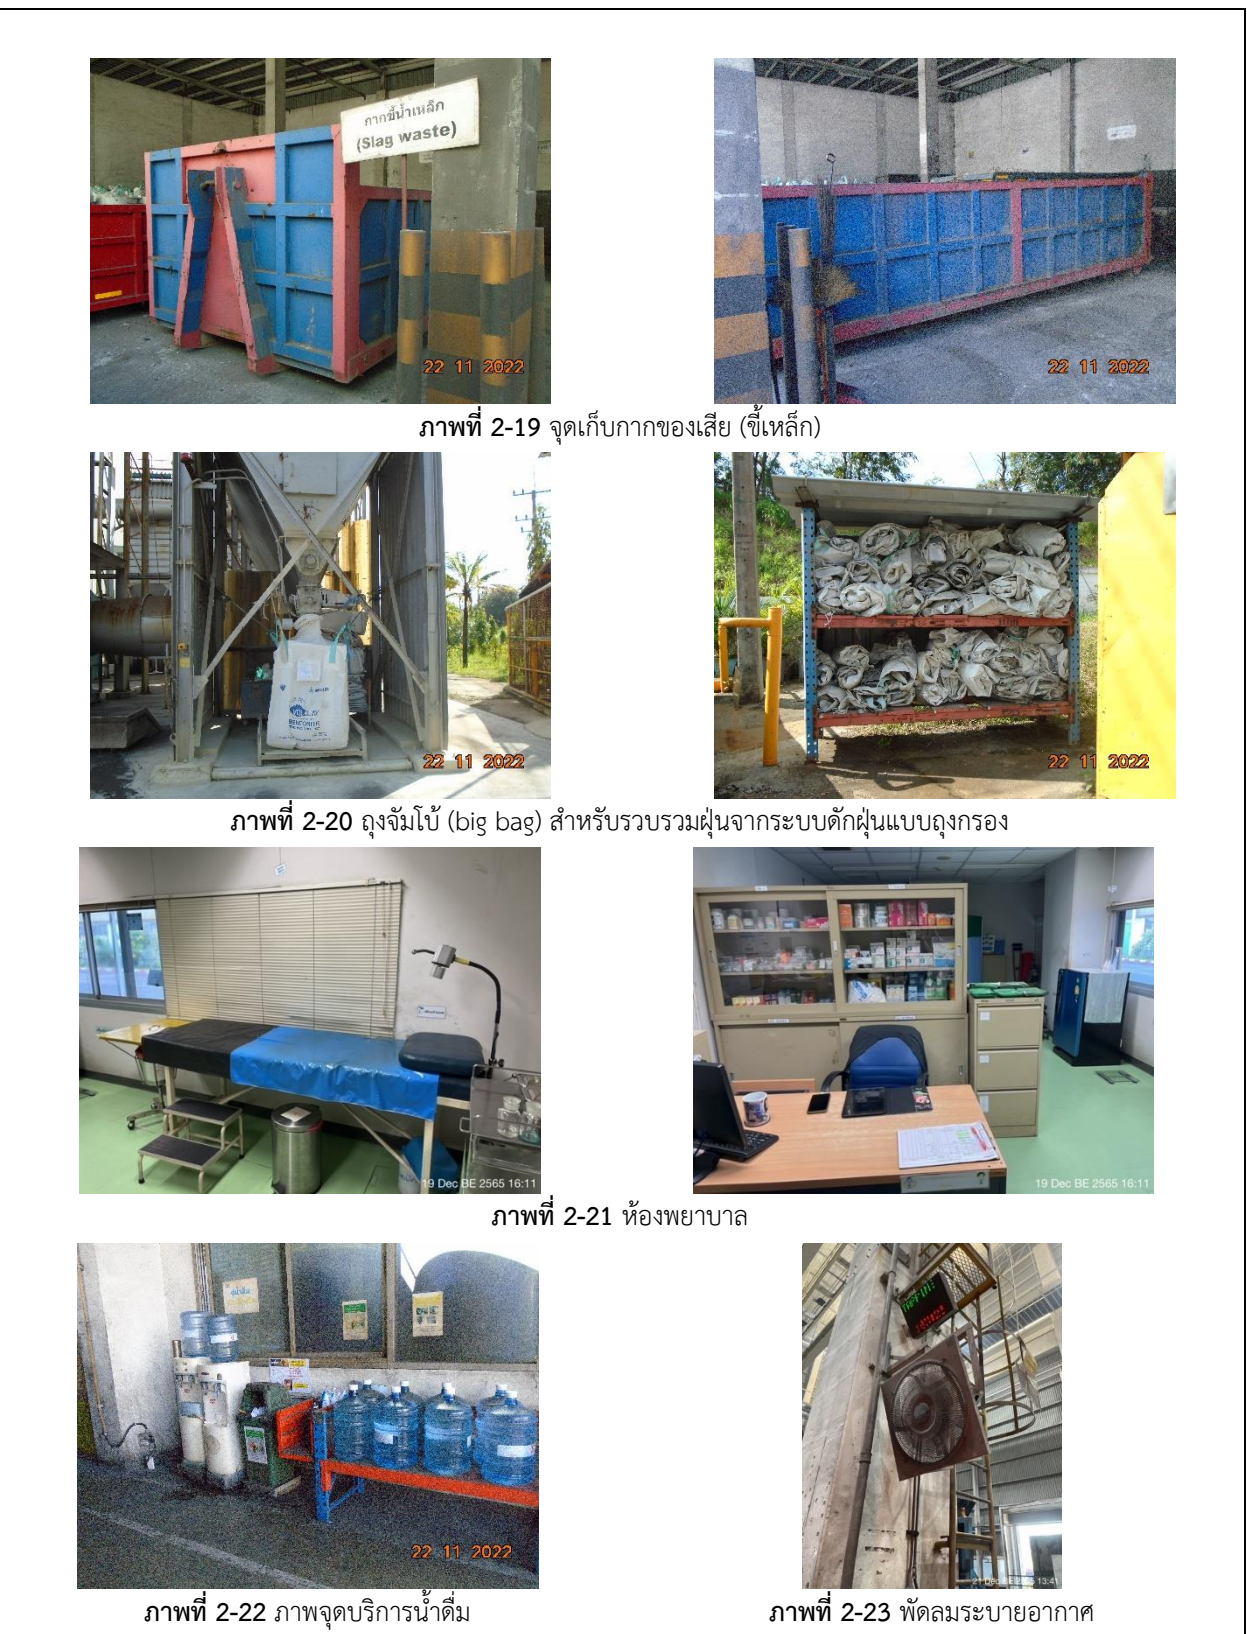 กากขี้น้ำเหล็ก
(Slag waste)
22 11 2022
22 11 2022
ภาพที่ 2-19 จุดเก็บกากของเสีย (ขี้เหล็ก)
22 11 2022
22 11 2022
ภาพที่ 2-20 ถุงจัมโบ้ (big bag) สำหรับรวบรวมฝุ่นจากระบบดักฝุ่นแบบถุงกรอง
19 Dec BE 2565 16:11
19 Dec BE 2565 16:11
ภาพที่ 2-21 ห้องพยาบาล
22 11 2022
21 Dec BE 2565 13:41
ภาพที่ 2-22 ภาพจุดบริการน้ำดื่ม
ภาพที่ 2-23 พัดลมระบายอากาศ